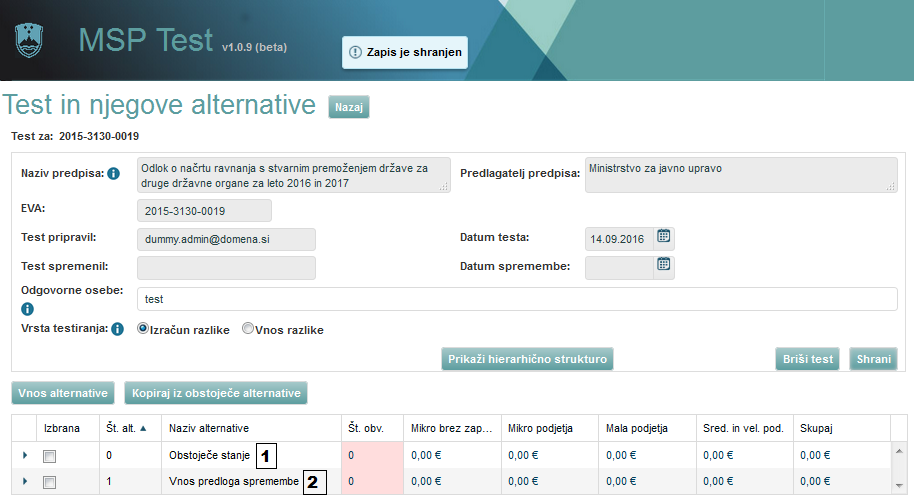 MSP Test v1.0.9 (beta)
Zapis je shranjen
Test in njegove alternative Nazaj
Test za: 2015-3130-0019
Naziv predpisa: Odlok o načrtu ravnanja s stvarnim premoženjem države za
druge državne organe za leto 2016 in 2017
Predlagatelj predpisa: Ministrstvo za javno upravo
EVA: 2015-3130-0019
Test pripravil: dummy.admin@domena.si Datum testa: 14.09.2016
Test spremenil: Datum spremembe:
Odgovorne osebe: test
Vrsta testiranja: Izračun razlike Vnos razlike
Prikaži hierarhično strukturo Briši test Shrani
Vnos alternative Kopiraj iz obstoječe alternative
Izbrana Št. alt. Naziv alternative Št. obv. Mikro brez zap... Mikro podjetja Mala podjetja Sred. in vel. pod. Skupaj
0 Obstoječe stanje 1 0 0,00 € 0,00 € 0,00 € 0,00 € 0,00 €
1 Vnos predloga spremembe 2 0 0,00 € 0,00 € 0,00 € 0,00 € 0,00 €